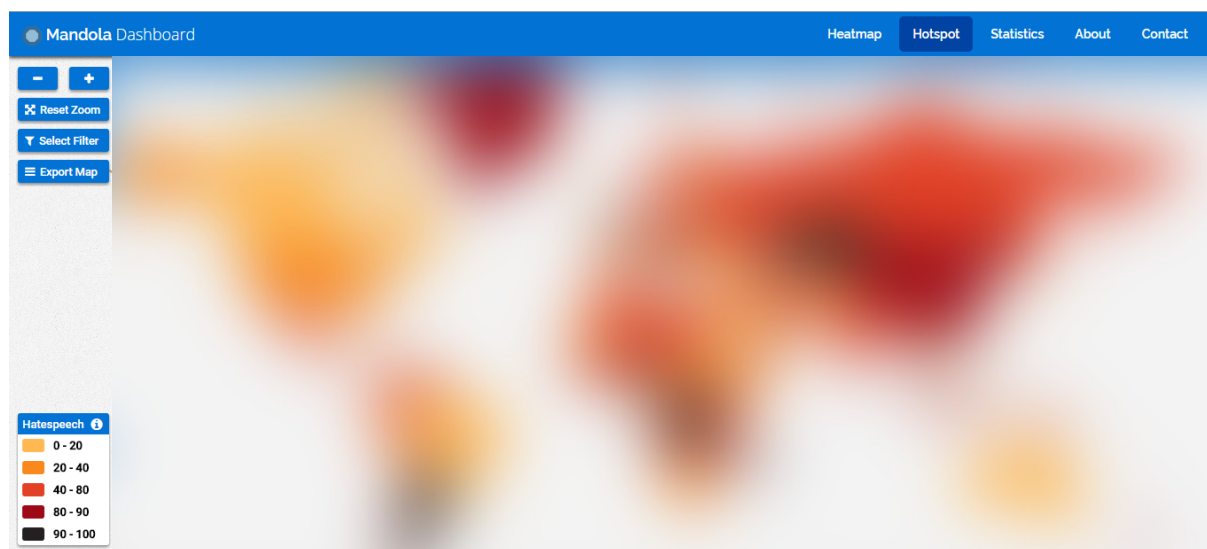 Mandola Dashboard
Heatmap Hotspot Statistics About Contact
Reset Zoom
Select Filter
Export Map
Hatespeech
0 - 20
20 - 40
40 - 80
80 - 90
90 - 100